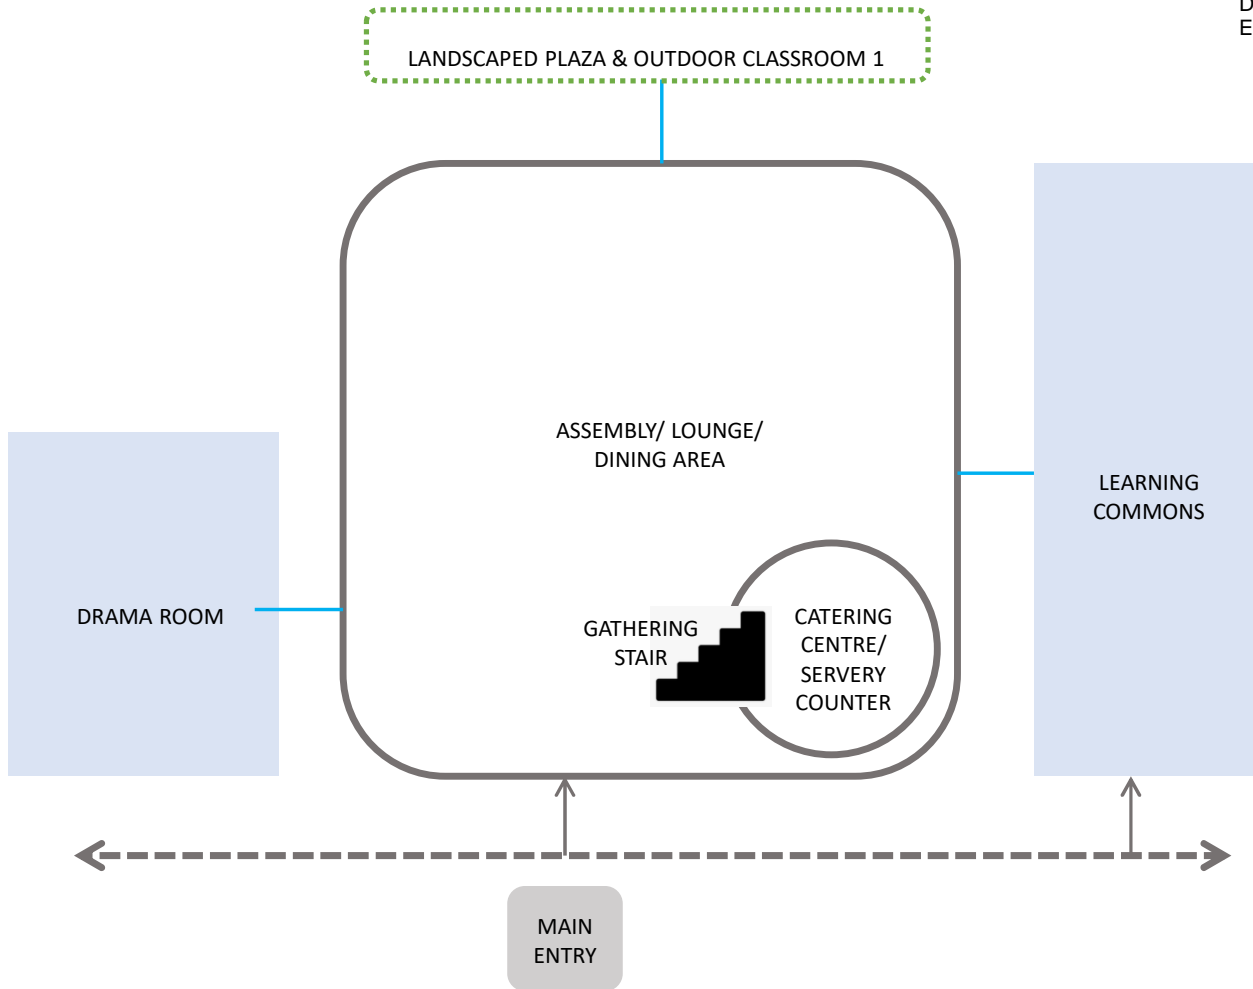 D
E
LANDSCAPED PLAZA & OUTDOOR CLASSROOM 1
ASSEMBLY/ LOUNGE/
DINING AREA
LEARNING
COMMONS
DRAMA ROOM
GATHERING
STAIR
CATERING
CENTRE/
SERVERY
COUNTER
MAIN
ENTRY